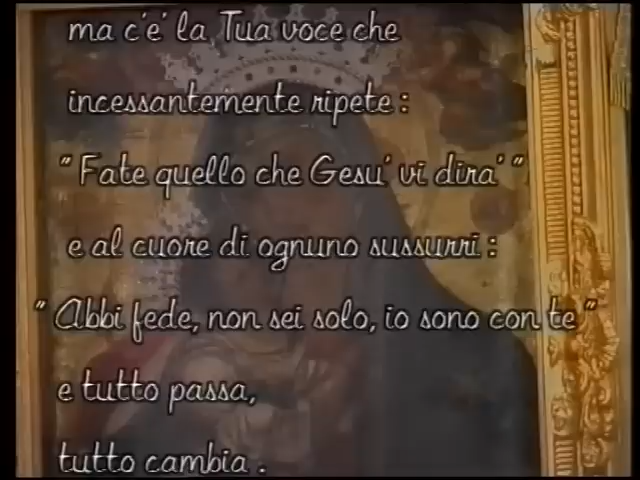 ma c'e' la Tua voce che
incessantemente ripete :
" Fate quello che Gesu' vi dira' "
e al cuore di ognuno sussurri :
" Abbi fede, non sei solo, io sono con te "
e tutto passa,
tutto cambia .